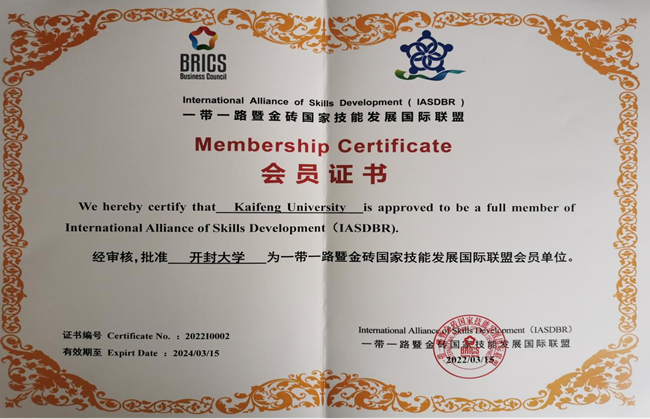 BRICS
Business Council
International Alliance of Skills Development ( IASDBR )
一带一路暨金砖国家技能发展国际联盟
Membership Certificate
会员证书
We hereby certify that Kaifeng University is approved to be a full member of
International Alliance of Skills Development（IASDBR).
经审核，批准 开封大学 为一带一路暨金砖国家技能发展国际联盟会员单位。
证书编号 Certificate No. : 202210002
有效期至 Expirt Date : 2024/03/15
International Alliance of Skills Development（IASDBR）
一带一路暨金砖国家技能发展国际联盟
BRICS
2022/03/15